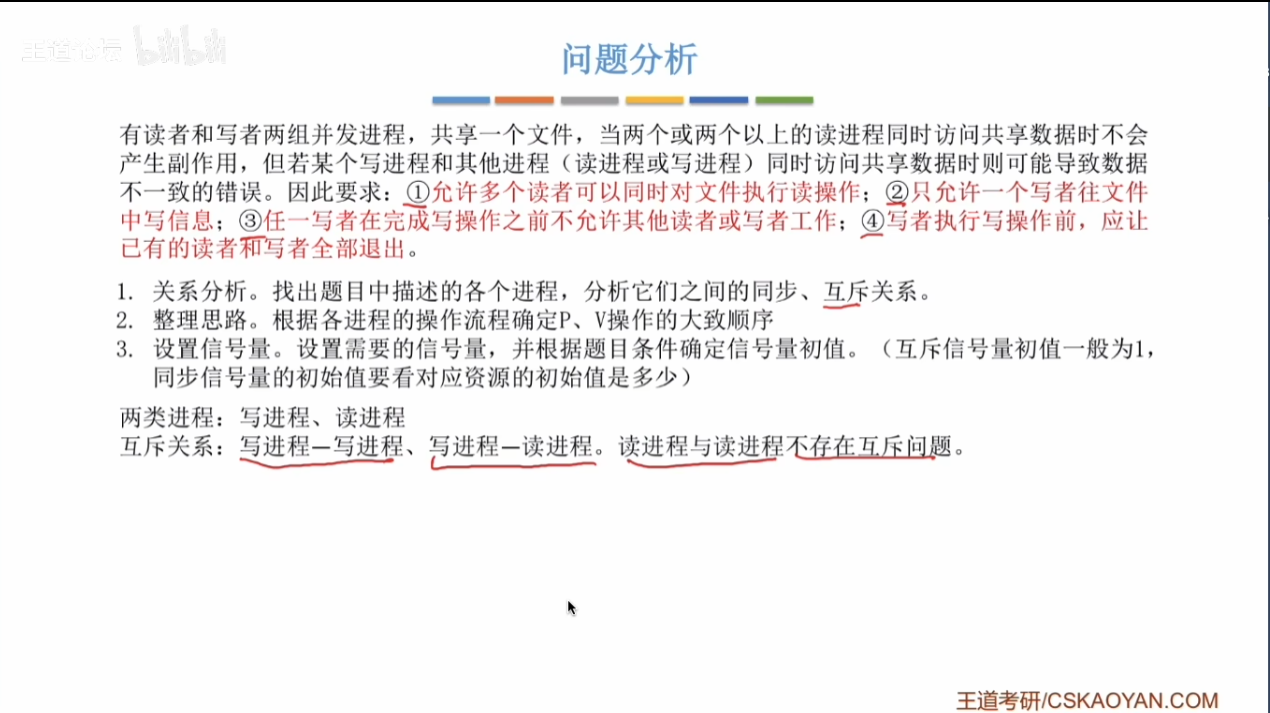 王道论坛 bilibili
问题分析
有读者和写者两组并发进程，共享一个文件，当两个或两个以上的读进程同时访问共享数据时不会
产生副作用，但若某个写进程和其他进程（读进程或写进程）同时访问共享数据时则可能导致数据
不一致的错误。因此要求：①允许多个读者可以同时对文件执行读操作；②只允许一个写者往文件
中写信息；③任一写者在完成写操作之前不允许其他读者或写者工作；④写者执行写操作前，应让
已有的读者和写者全部退出。
1. 关系分析。找出题目中描述的各个进程，分析它们之间的同步、互斥关系。
2. 整理思路。根据各进程的操作流程确定P、V操作的大致顺序
3. 设置信号量。设置需要的信号量，并根据题目条件确定信号量初值。（互斥信号量初值一般为1，
同步信号量的初始值要看对应资源的初始值是多少）
两类进程：写进程、读进程
互斥关系：写进程—写进程、写进程—读进程。读进程与读进程不存在互斥问题。
王道考研/CSKAOYAN.COM